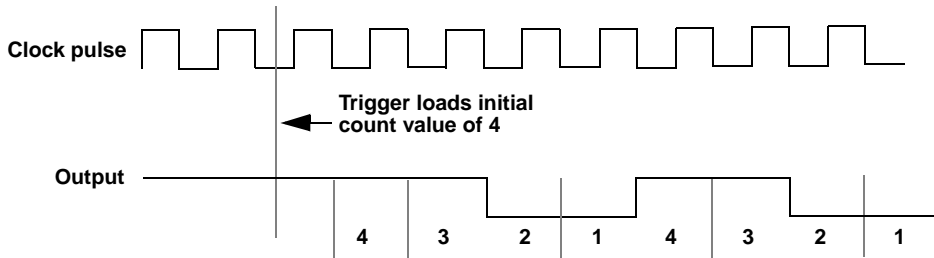 Clock pulse
Trigger loads initial
count value of 4
Output
4 3 2 1 4 3 2 1